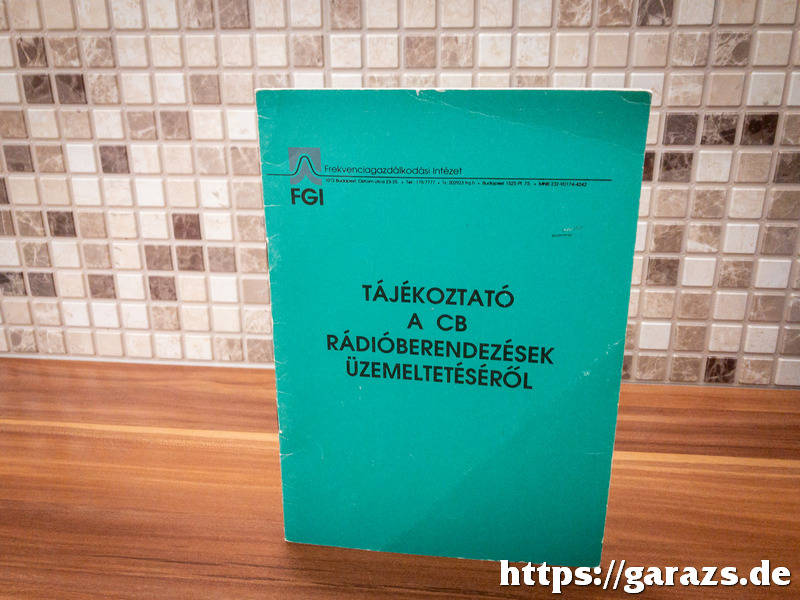 Frekvenciagazdálkodási Intézet
FGI
TÁJÉKOZTATÓ
A CB
RÁDIÓBERENDEZÉSEK
ÜZEMELTETÉSÉRŐL
https://garazs.de